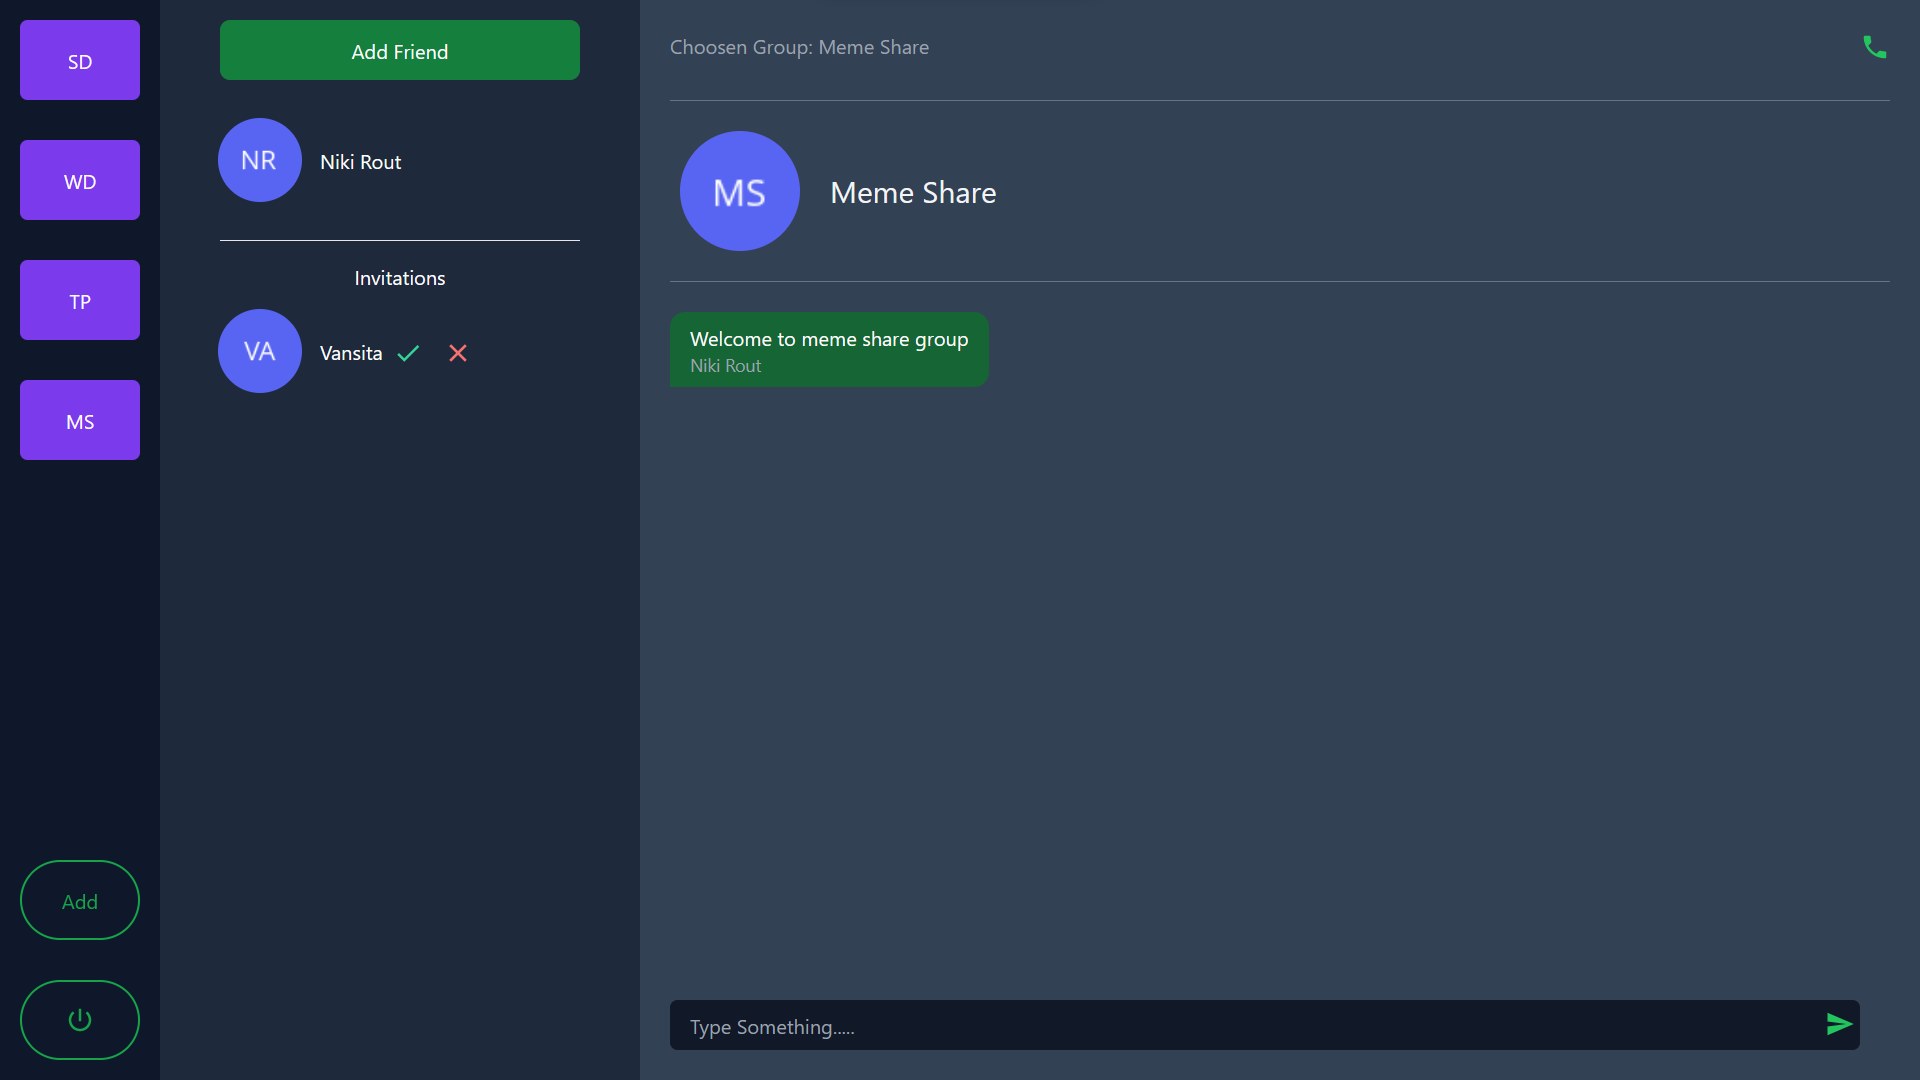 SD
WD
TP
MS
Add
Add Friend
NR
Niki Rout
Invitations
VA
Vansita
Choosen Group: Meme Share
MS
Meme Share
Welcome to meme share group
Niki Rout
Type Something.....